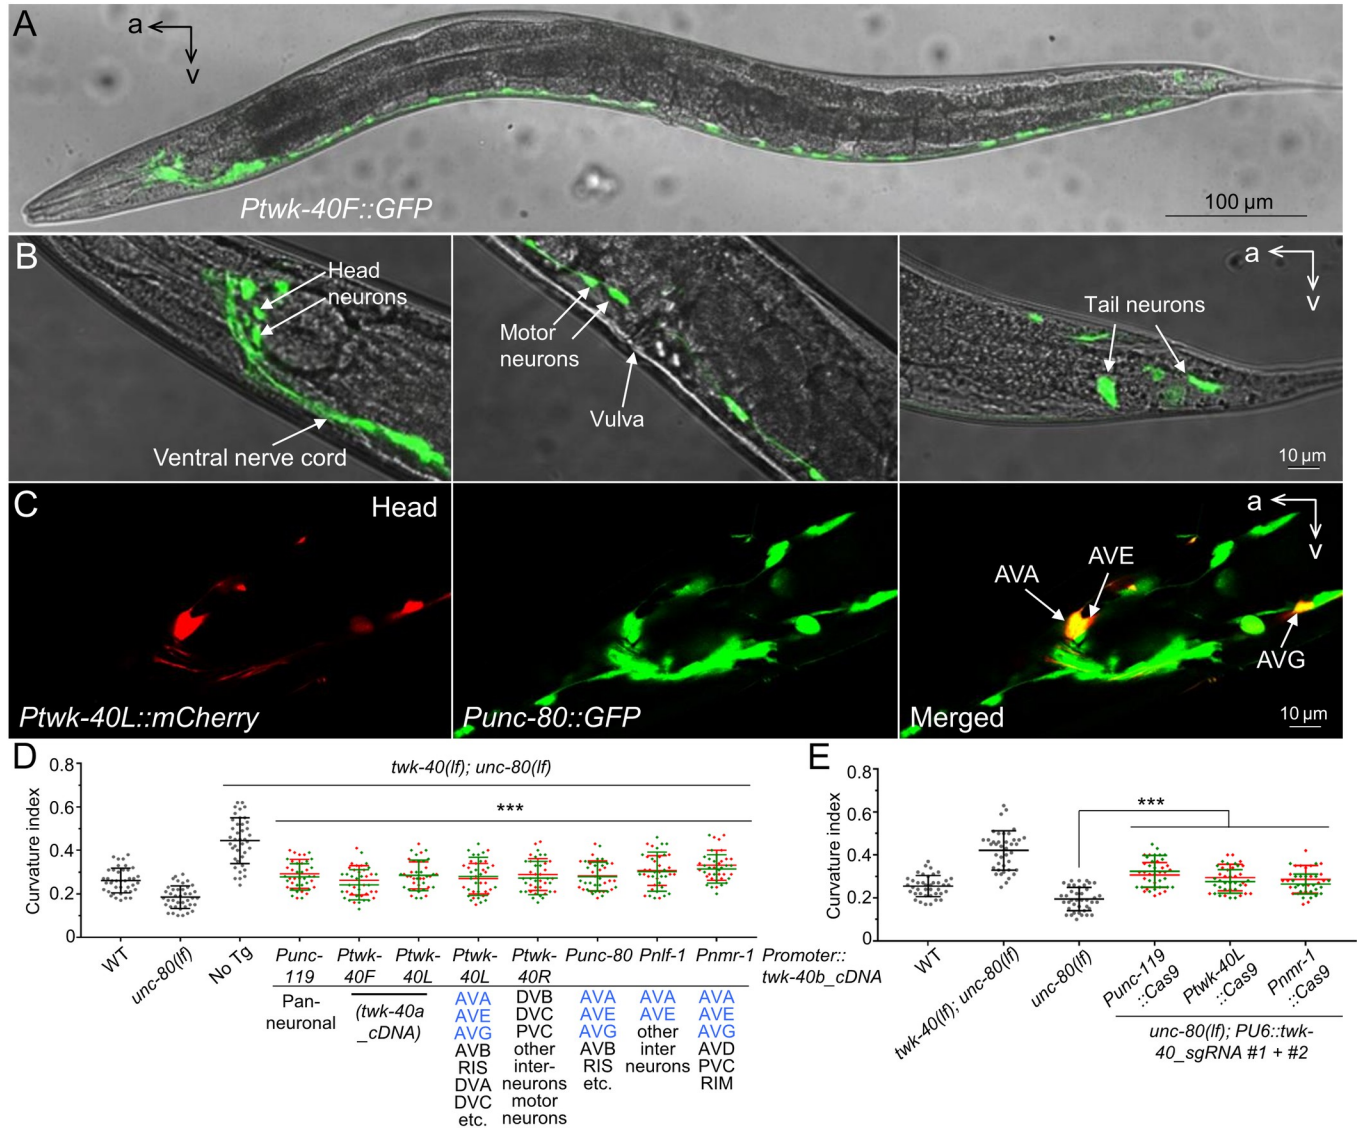 A
a
v
Ptwk-40F::GFP
100 µm
B
Head
neurons
Ventral nerve cord
Motor
neurons
Vulva
a
v
Tail neurons
10 µm
C
Head
Ptwk-40L::mCherry
Punc-80::GFP
a
v
AVA
AVE
AVG
Merged
10 µm
D
twk-40(lf); unc-80(lf)
***
Curvature index
0.8
0.6
0.4
0.2
0
WT
unc-80(lf)
No Tg
Punc-
119
Ptwk-
40F
Ptwk-
40L
Ptwk-
40L
Ptwk-
40R
Punc-80
Pnlf-1
Pnmr-1
Promoter::
twk-40b_cDNA
Pan-
neuronal
(twk-40a
_cDNA)
AVA
AVE
AVG
AVB
RIS
DVA
DVC
etc.
DVB
DVC
PVC
other
inter-
neurons
motor
neurons
AVA
AVE
AVG
AVB
RIS
etc.
AVA
AVE
other
inter
neurons
AVA
AVE
AVG
AVD
PVC
RIM
E
Curvature index
0.8
0.6
0.4
0.2
0
***
WT
twk-40(lf); unc-80(lf)
unc-80(lf)
Punc-119
::Cas9
Ptwk-40L
::Cas9
Pnmr-1
::Cas9
unc-80(lf); PU6::twk-
40_sgRNA #1 + #2